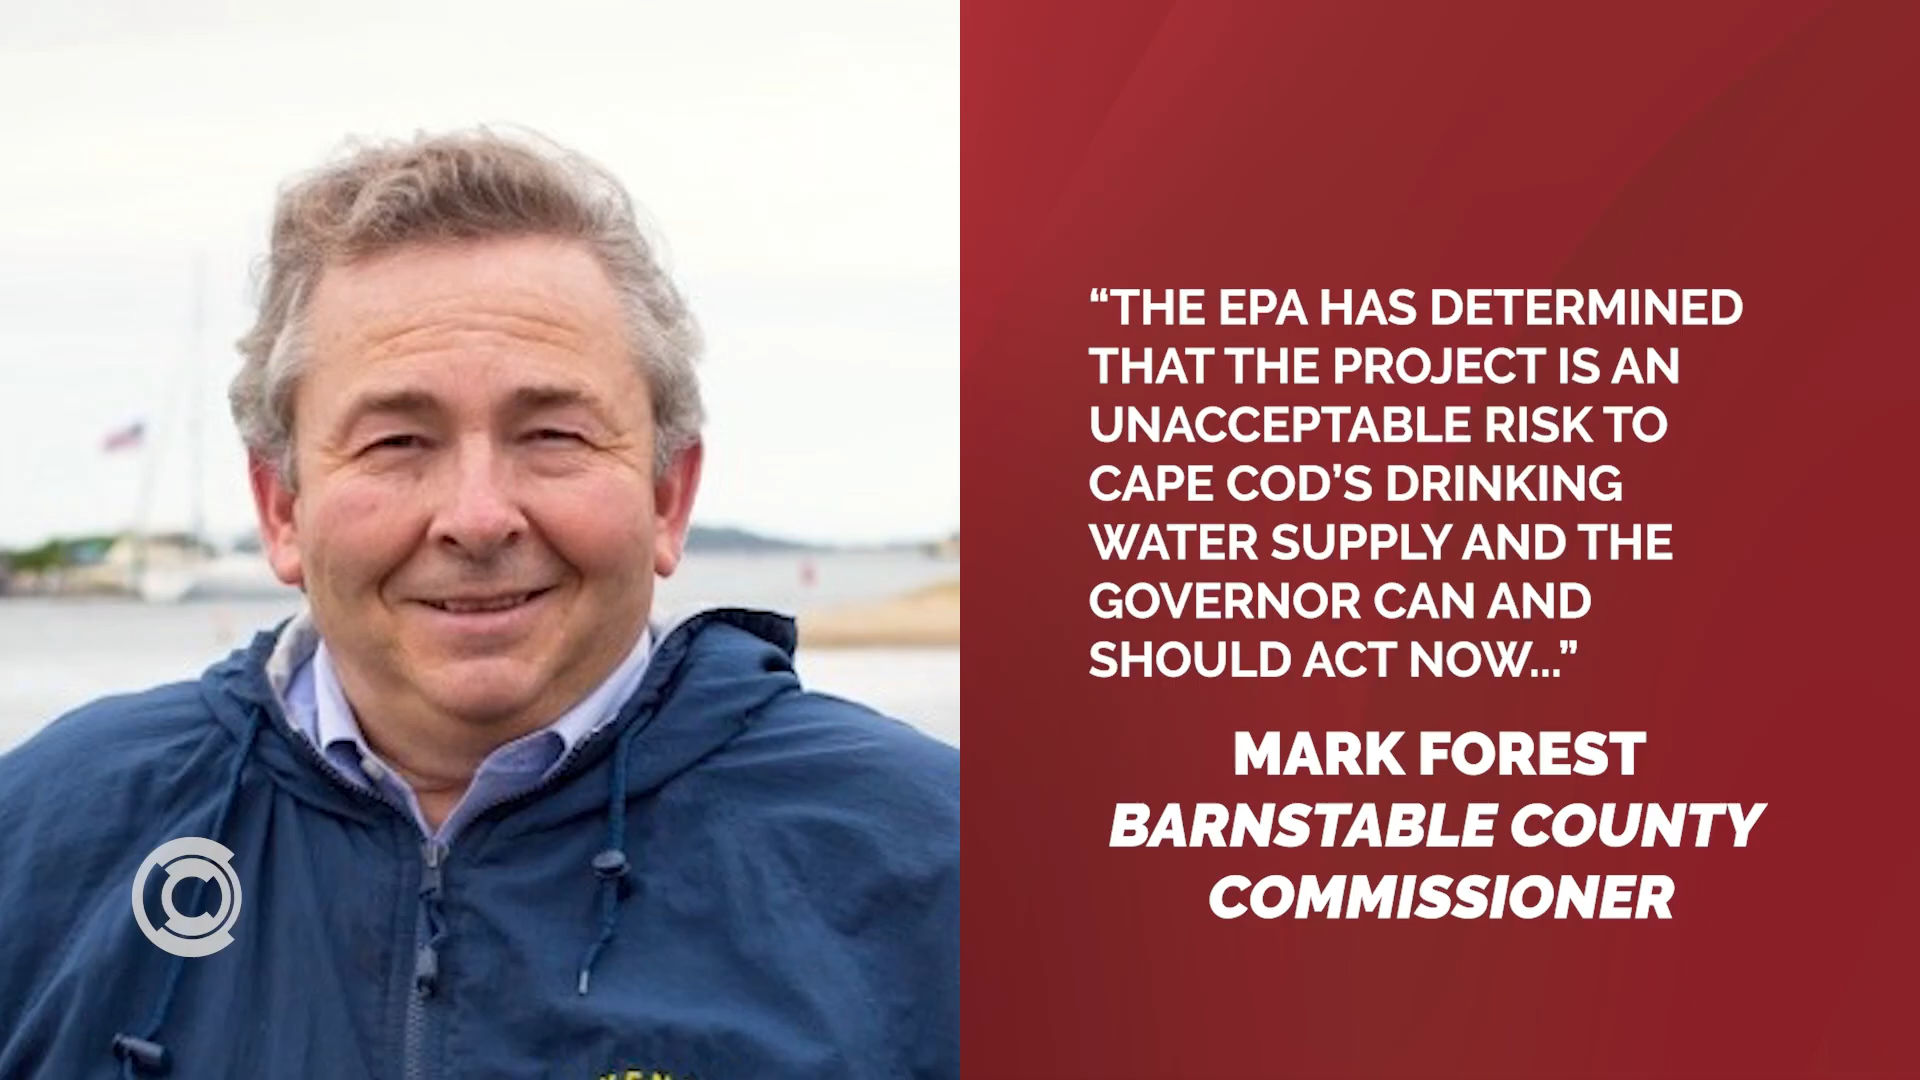 “THE EPA HAS DETERMINED
THAT THE PROJECT IS AN
UNACCEPTABLE RISK TO
CAPE COD’S DRINKING
WATER SUPPLY AND THE
GOVERNOR CAN AND
SHOULD ACT NOW...”
MARK FOREST
BARNSTABLE COUNTY
COMMISSIONER